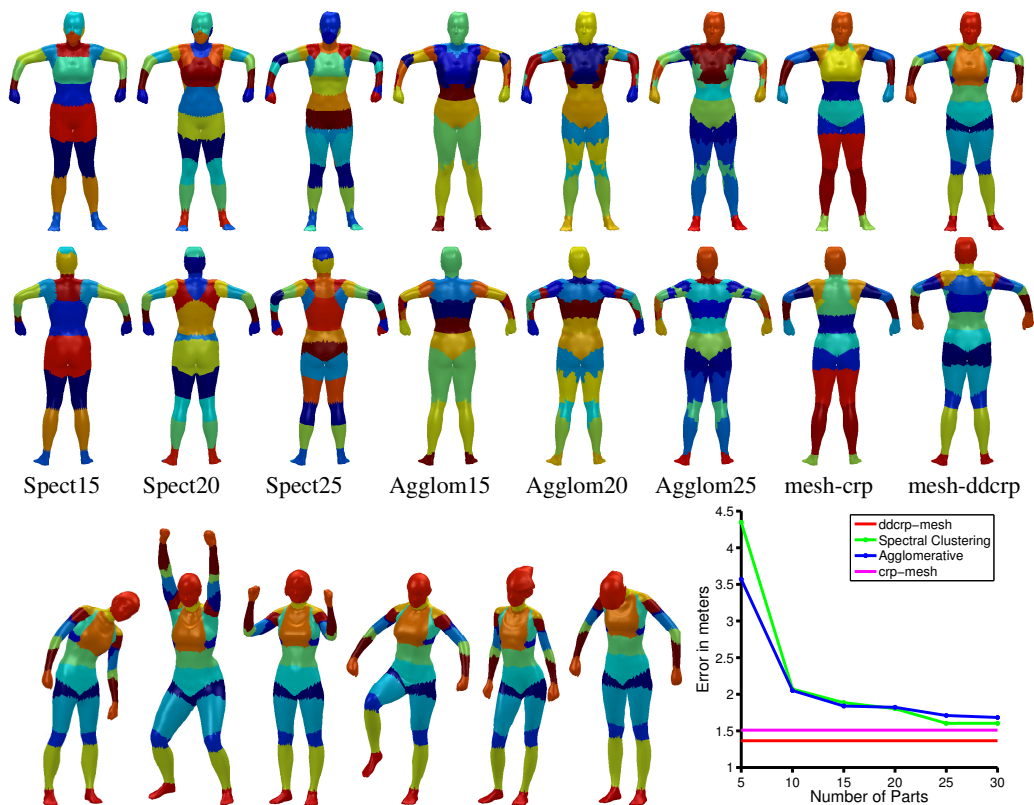 Spect15 Spect20 Spect25 Agglom15 Agglom20 Agglom25 mesh-crp mesh-ddcrp
ddcrp-mesh
Spectral Clustering
Agglomerative
crp-mesh
Error in meters
4.5
4
3.5
3
2.5
2
1.5
1
5 10 15 20 25 30
Number of Parts